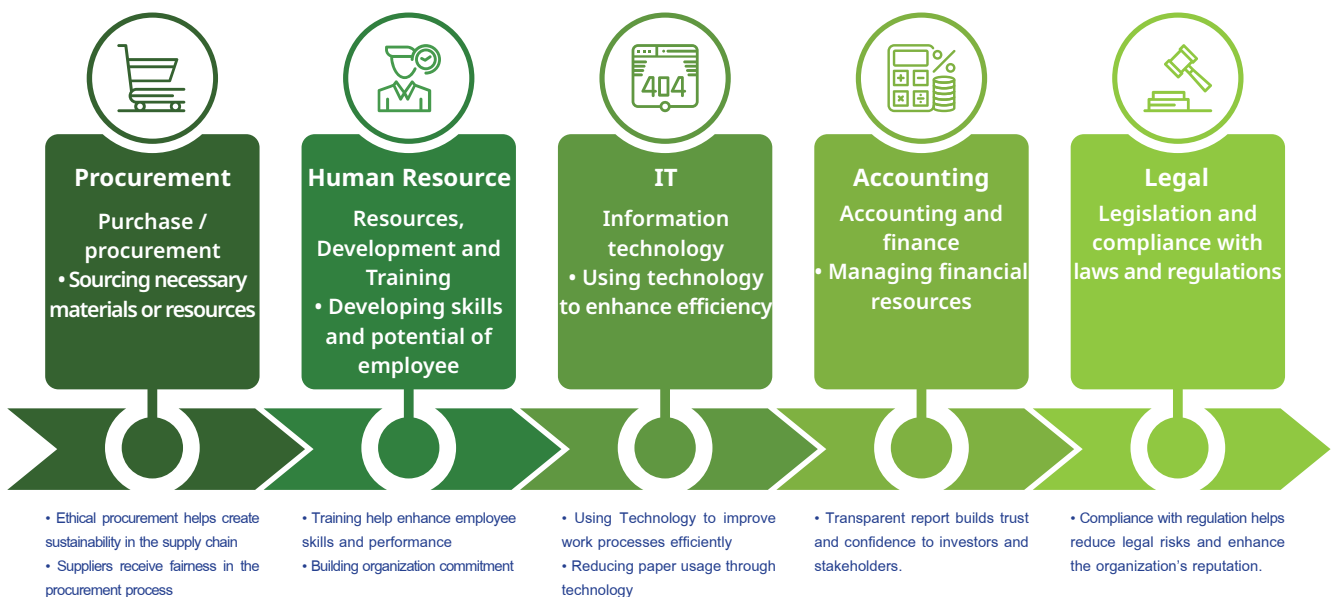 404
Procurement
Purchase /
procurement
• Sourcing necessary
materials or resources
Human Resource
Resources,
Development and
Training
• Developing skills
and potential of
employee
IT
Information
technology
• Using technology
to enhance efficiency
Accounting
Accounting and
finance
• Managing financial
resources
Legal
Legislation and
compliance with
laws and regulations
• Ethical procurement helps create
sustainability in the supply chain
• Suppliers receive fairness in the
procurement process
• Training help enhance employee
skills and performance
• Building organization commitment
• Using Technology to improve
work processes efficiently
• Reducing paper usage through
technology
• Transparent report builds trust
and confidence to investors and
stakeholders.
• Compliance with regulation helps
reduce legal risks and enhance
the organization’s reputation.